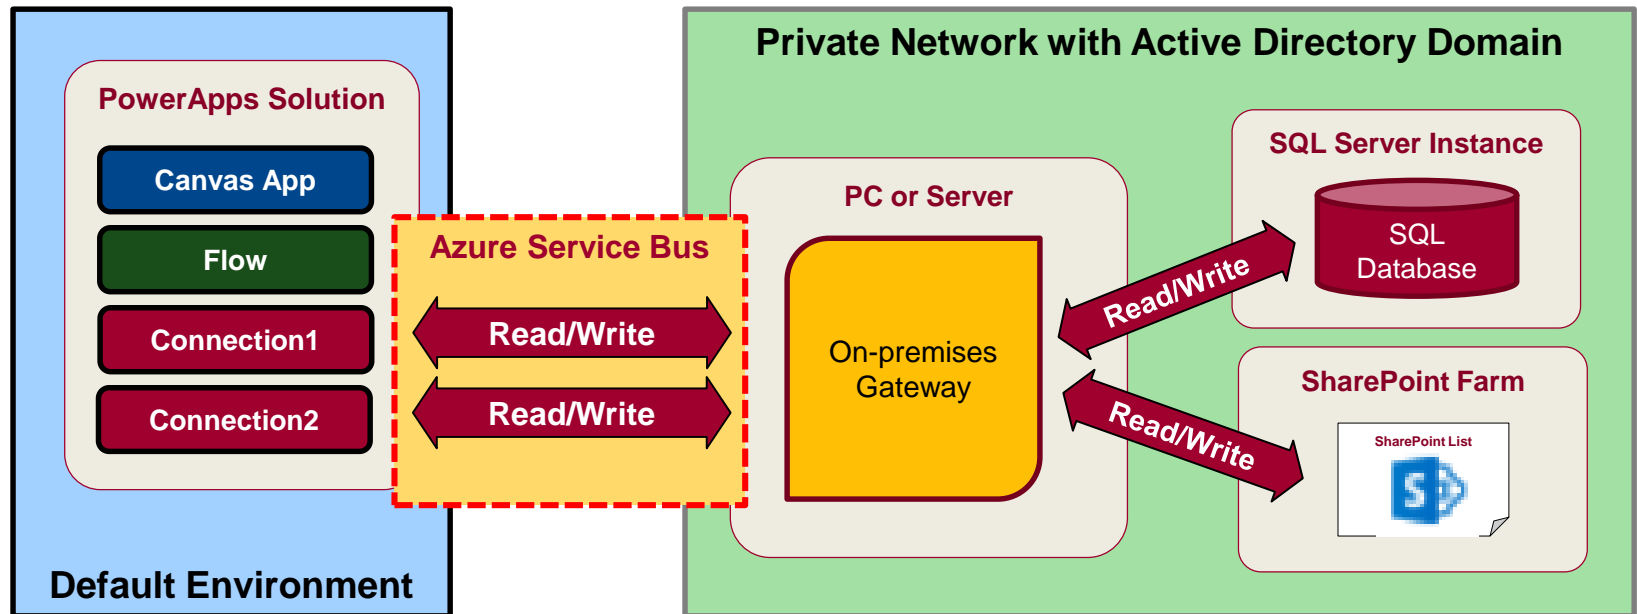 PowerApps Solution
Canvas App
Flow
Connection1
Connection2
Default Environment
Azure Service Bus
Read/Write
Read/Write
Private Network with Active Directory Domain
PC or Server
On-premises
Gateway
Read/Write
Read/Write
SQL Server Instance
SQL
Database
SharePoint Farm
SharePoint List
S